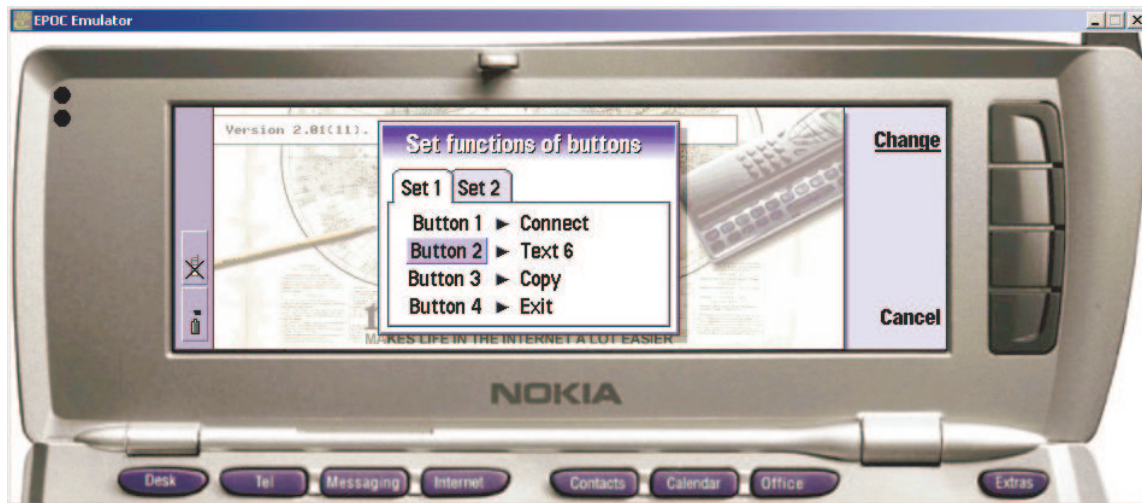 EPOC Emulator
Version 2.01(11).
Set functions of buttons
Set 1 Set 2
Button 1 ► Connect
Button 2 ► Text 6
Button 3 ► Copy
Button 4 ► Exit
Change
Cancel
MAKES LIFE IN THE INTERNET A LOT EASIER
NOKIA
Desk Tel Messaging Internet Contacts Calendar Office Extras